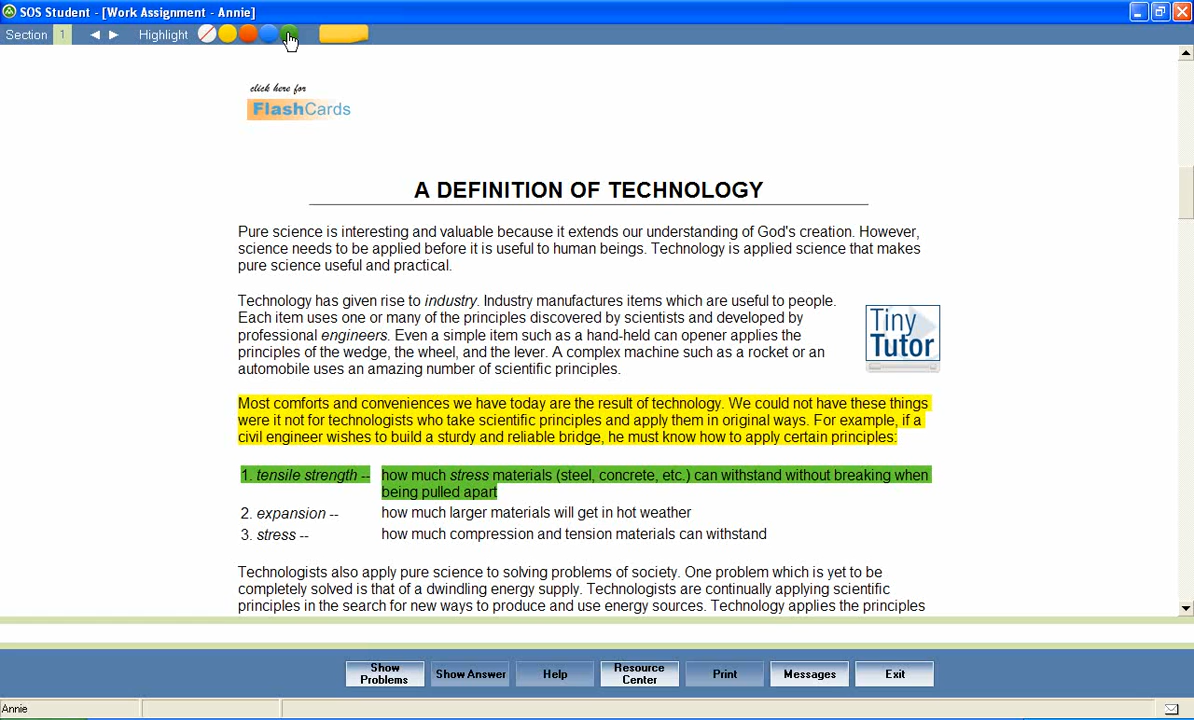 SOS Student - [Work Assignment - Annie]
Section 1 Highlight
click here for
FlashCards
A DEFINITION OF TECHNOLOGY
Pure science is interesting and valuable because it extends our understanding of God's creation. However,
science needs to be applied before it is useful to human beings. Technology is applied science that makes
pure science useful and practical.
Technology has given rise to industry. Industry manufactures items which are useful to people.
Each item uses one or many of the principles discovered by scientists and developed by
professional engineers. Even a simple item such as a hand-held can opener applies the
principles of the wedge, the wheel, and the lever. A complex machine such as a rocket or an
automobile uses an amazing number of scientific principles.
Tiny
Tutor
Most comforts and conveniences we have today are the result of technology. We could not have these things
were it not for technologists who take scientific principles and apply them in original ways. For example, if a
civil engineer wishes to build a sturdy and reliable bridge, he must know how to apply certain principles:
1. tensile strength -- how much stress materials (steel, concrete, etc.) can withstand without breaking when
being pulled apart
2. expansion -- how much larger materials will get in hot weather
3. stress -- how much compression and tension materials can withstand
Technologists also apply pure science to solving problems of society. One problem which is yet to be
completely solved is that of a dwindling energy supply. Technologists are continually applying scientific
principles in the search for new ways to produce and use energy sources. Technology applies the principles
Show Problems Show Answer Help Resource Center Print Messages Exit
Annie